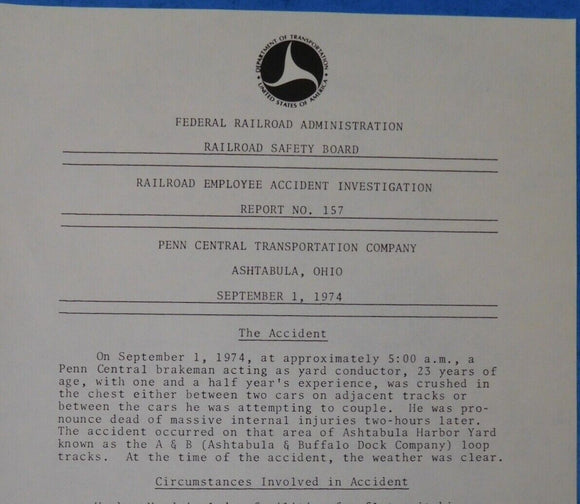 DEPARTMENT OF TRANSPORTATION
UNITED STATES OF AMERICA
FEDERAL RAILROAD ADMINISTRATION
RAILROAD SAFETY BOARD
RAILROAD EMPLOYEE ACCIDENT INVESTIGATION
REPORT NO. 157
PENN CENTRAL TRANSPORTATION COMPANY
ASHTABULA, OHIO
SEPTEMBER 1, 1974
The Accident
On September 1, 1974, at approximately 5:00 a.m., a
Penn Central brakeman acting as yard conductor, 23 years of
age, with one and a half year's experience, was crushed in
the chest either between two cars on adjacent tracks or
between the cars he was attempting to couple. He was pro-
nounce dead of massive internal injuries two-hours later.
The accident occurred on that area of Ashtabula Harbor Yard
known as the A & B (Ashtabula & Buffalo Dock Company) loop
tracks. At the time of the accident, the weather was clear.
Circumstances Involved in Accident